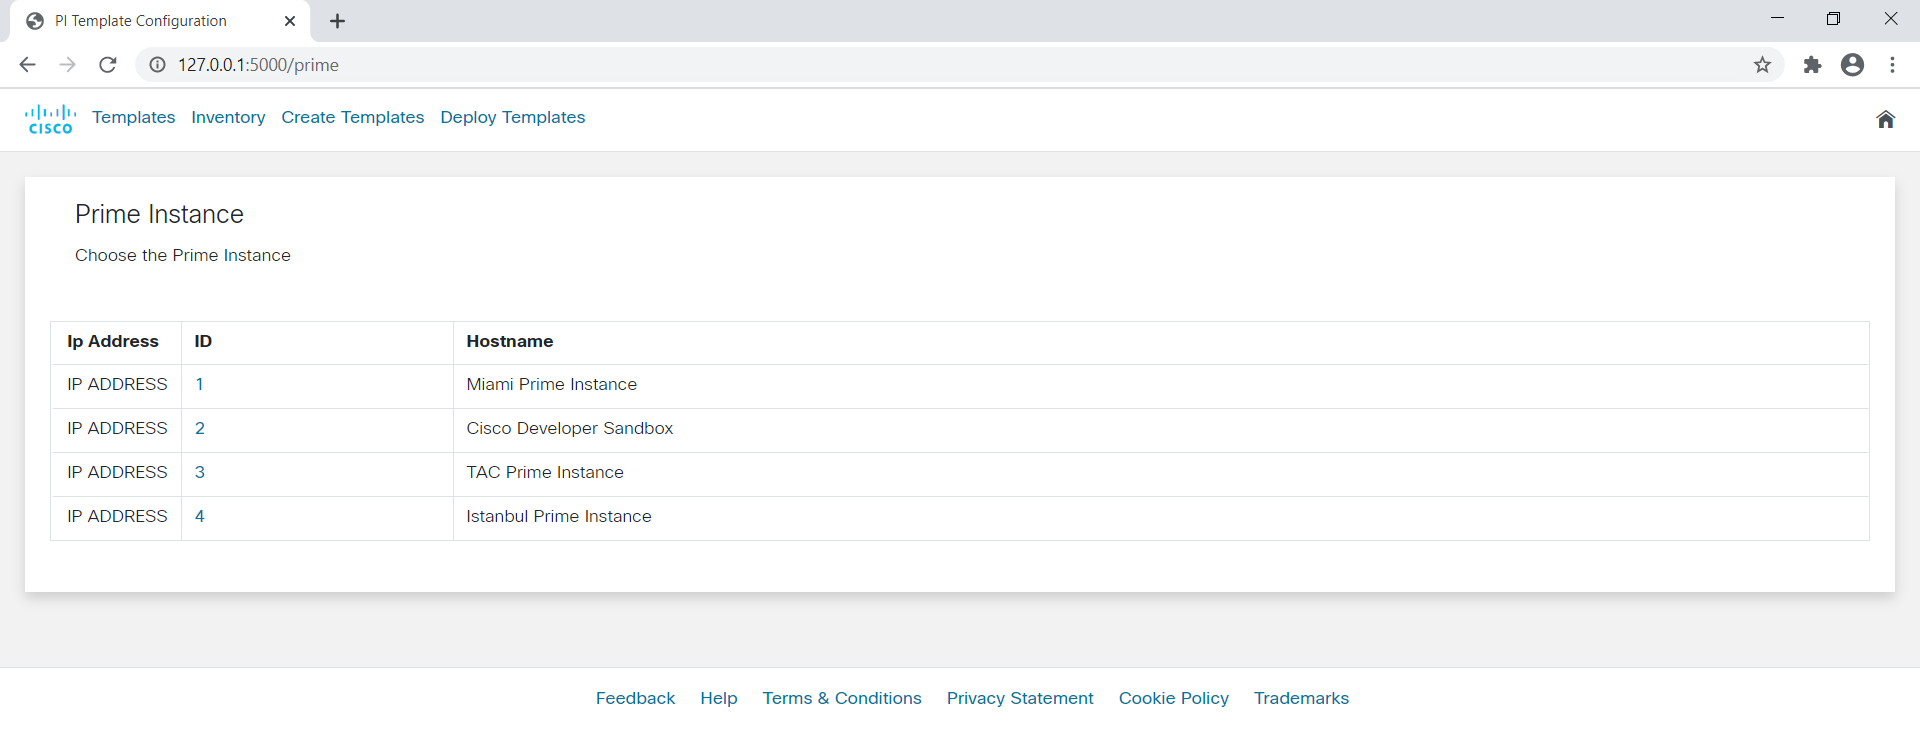 PI Template Configuration
127.0.0.1:5000/prime
CISCO Templates Inventory Create Templates Deploy Templates
Prime Instance
Choose the Prime Instance
Ip Address ID Hostname
IP ADDRESS 1 Miami Prime Instance
IP ADDRESS 2 Cisco Developer Sandbox
IP ADDRESS 3 TAC Prime Instance
IP ADDRESS 4 Istanbul Prime Instance
Feedback Help Terms & Conditions Privacy Statement Cookie Policy Trademarks